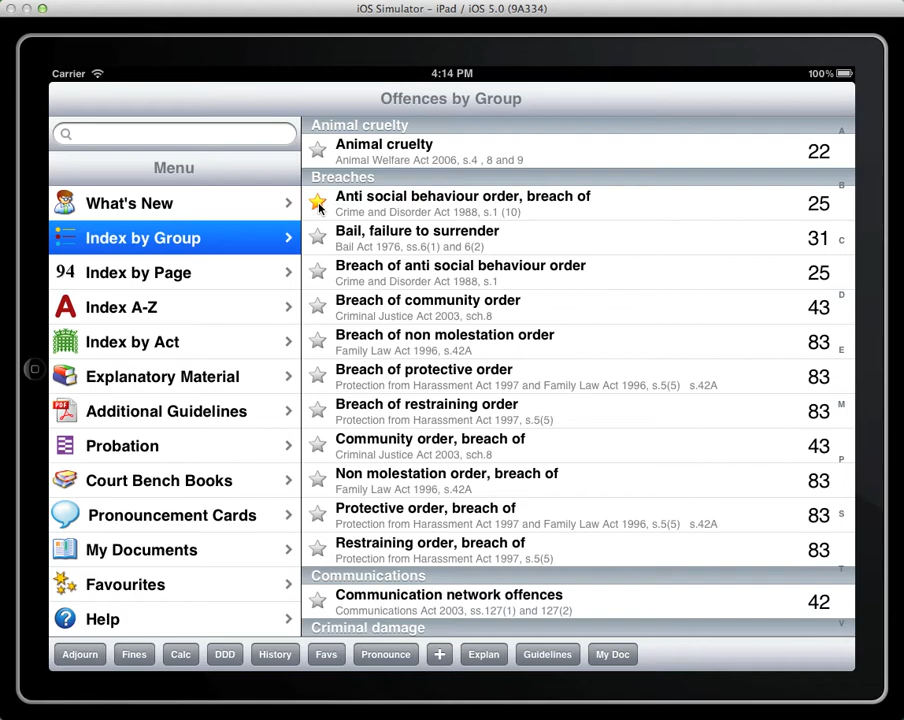 iOS Simulator – iPad / iOS 5.0 (9A334)
Carrier 4:14 PM 100%
Offences by Group
Menu
What's New
Index by Group
94 Index by Page
A Index A-Z
Index by Act
Explanatory Material
PDF Additional Guidelines
Probation
Court Bench Books
Pronouncement Cards
My Documents
Favourites
? Help
Animal cruelty
Animal cruelty 22
Animal Welfare Act 2006, s.4 , 8 and 9
Breaches
Anti social behaviour order, breach of 25
Crime and Disorder Act 1988, s.1 (10)
Bail, failure to surrender 31
Bail Act 1976, ss.6(1) and 6(2)
Breach of anti social behaviour order 25
Crime and Disorder Act 1988, s.1
Breach of community order 43
Criminal Justice Act 2003, sch.8
Breach of non molestation order 83
Family Law Act 1996, s.42A
Breach of protective order 83
Protection from Harassment Act 1997 and Family Law Act 1996, s.5(5) s.42A
Breach of restraining order 83
Protection from Harassment Act 1997, s.5(5)
Community order, breach of 43
Criminal Justice Act 2003, sch.8
Non molestation order, breach of 83
Family Law Act 1996, s.42A
Protective order, breach of 83
Protection from Harassment Act 1997 and Family Law Act 1996, s.5(5) s.42A
Restraining order, breach of 83
Protection from Harassment Act 1997, s.5(5)
Communications
Communication network offences 42
Communications Act 2003, ss.127(1) and 127(2)
Criminal damage
A
B
C
D
E
M
P
S
T
V
Adjourn Fines Calc DDD History Favs Pronounce + Explan Guidelines My Doc